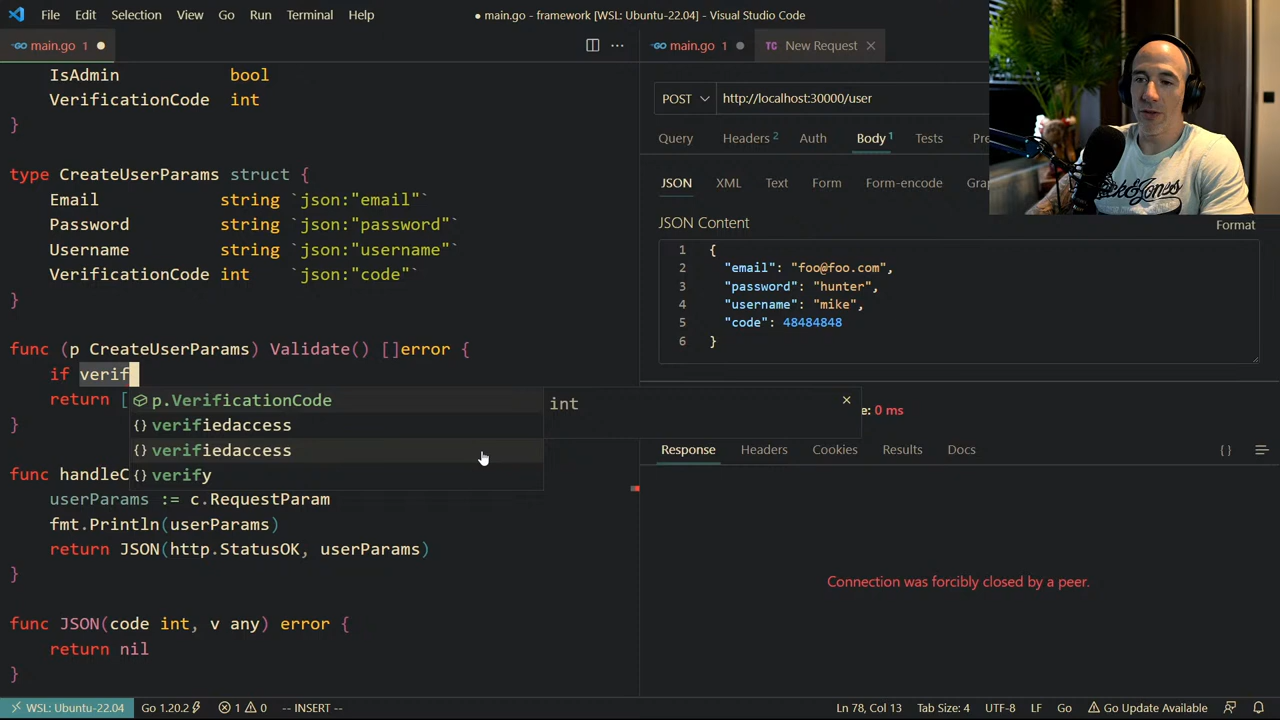 File Edit Selection View Go Run Terminal Help
● main.go - framework [WSL: Ubuntu-22.04] - Visual Studio Code
main.go 1 ●
main.go 1 ●
TC New Request ×
IsAdmin bool
VerificationCode int
}
type CreateUserParams struct {
Email string `json:"email"`
Password string `json:"password"`
Username string `json:"username"`
VerificationCode int `json:"code"`
}
func (p CreateUserParams) Validate() []error {
if verif
return [
}
p.VerificationCode
{} verifiedaccess
{} verifiedaccess
{} verify
int
func handleC
userParams := c.RequestParam
fmt.Println(userParams)
return JSON(http.StatusOK, userParams)
}
func JSON(code int, v any) error {
return nil
}
POST http://localhost:30000/user
Query Headers 2 Auth Body 1 Tests Pre
JSON XML Text Form Form-encode Gra
JSON Content
Format
1 {
2 "email": "foo@foo.com",
3 "password": "hunter",
4 "username": "mike",
5 "code": 48484848
6 }
e: 0 ms
Response Headers Cookies Results Docs { }
Connection was forcibly closed by a peer.
WSL: Ubuntu-22.04 Go 1.20.2 1 0 -- INSERT --
Ln 78, Col 13 Tab Size: 4 UTF-8 LF Go Go Update Available